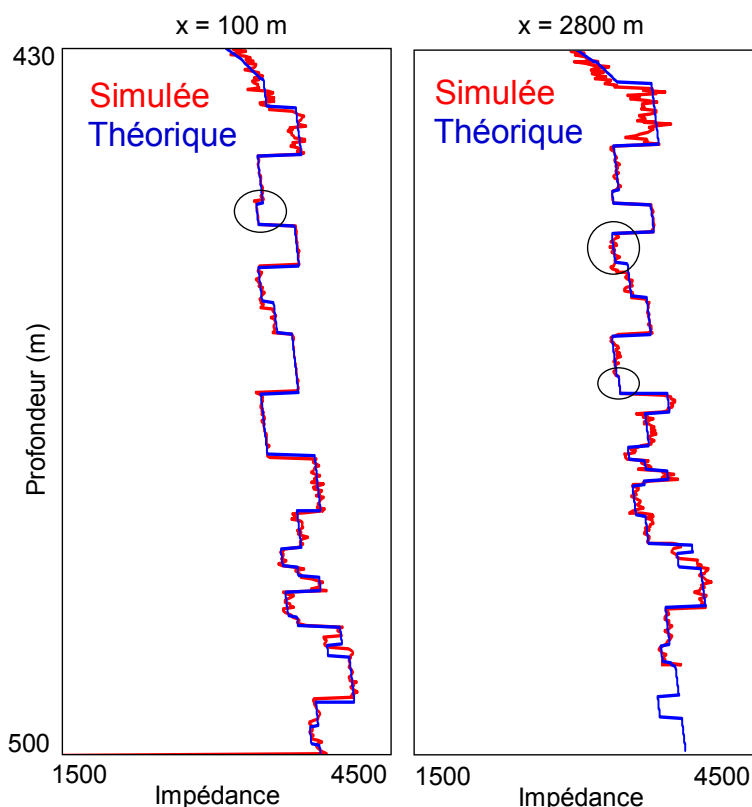 x = 100 m
x = 2800 m
430
Simulée
Théorique
Simulée
Théorique
Profondeur (m)
500
1500
4500
1500
4500
Impédance
Impédance